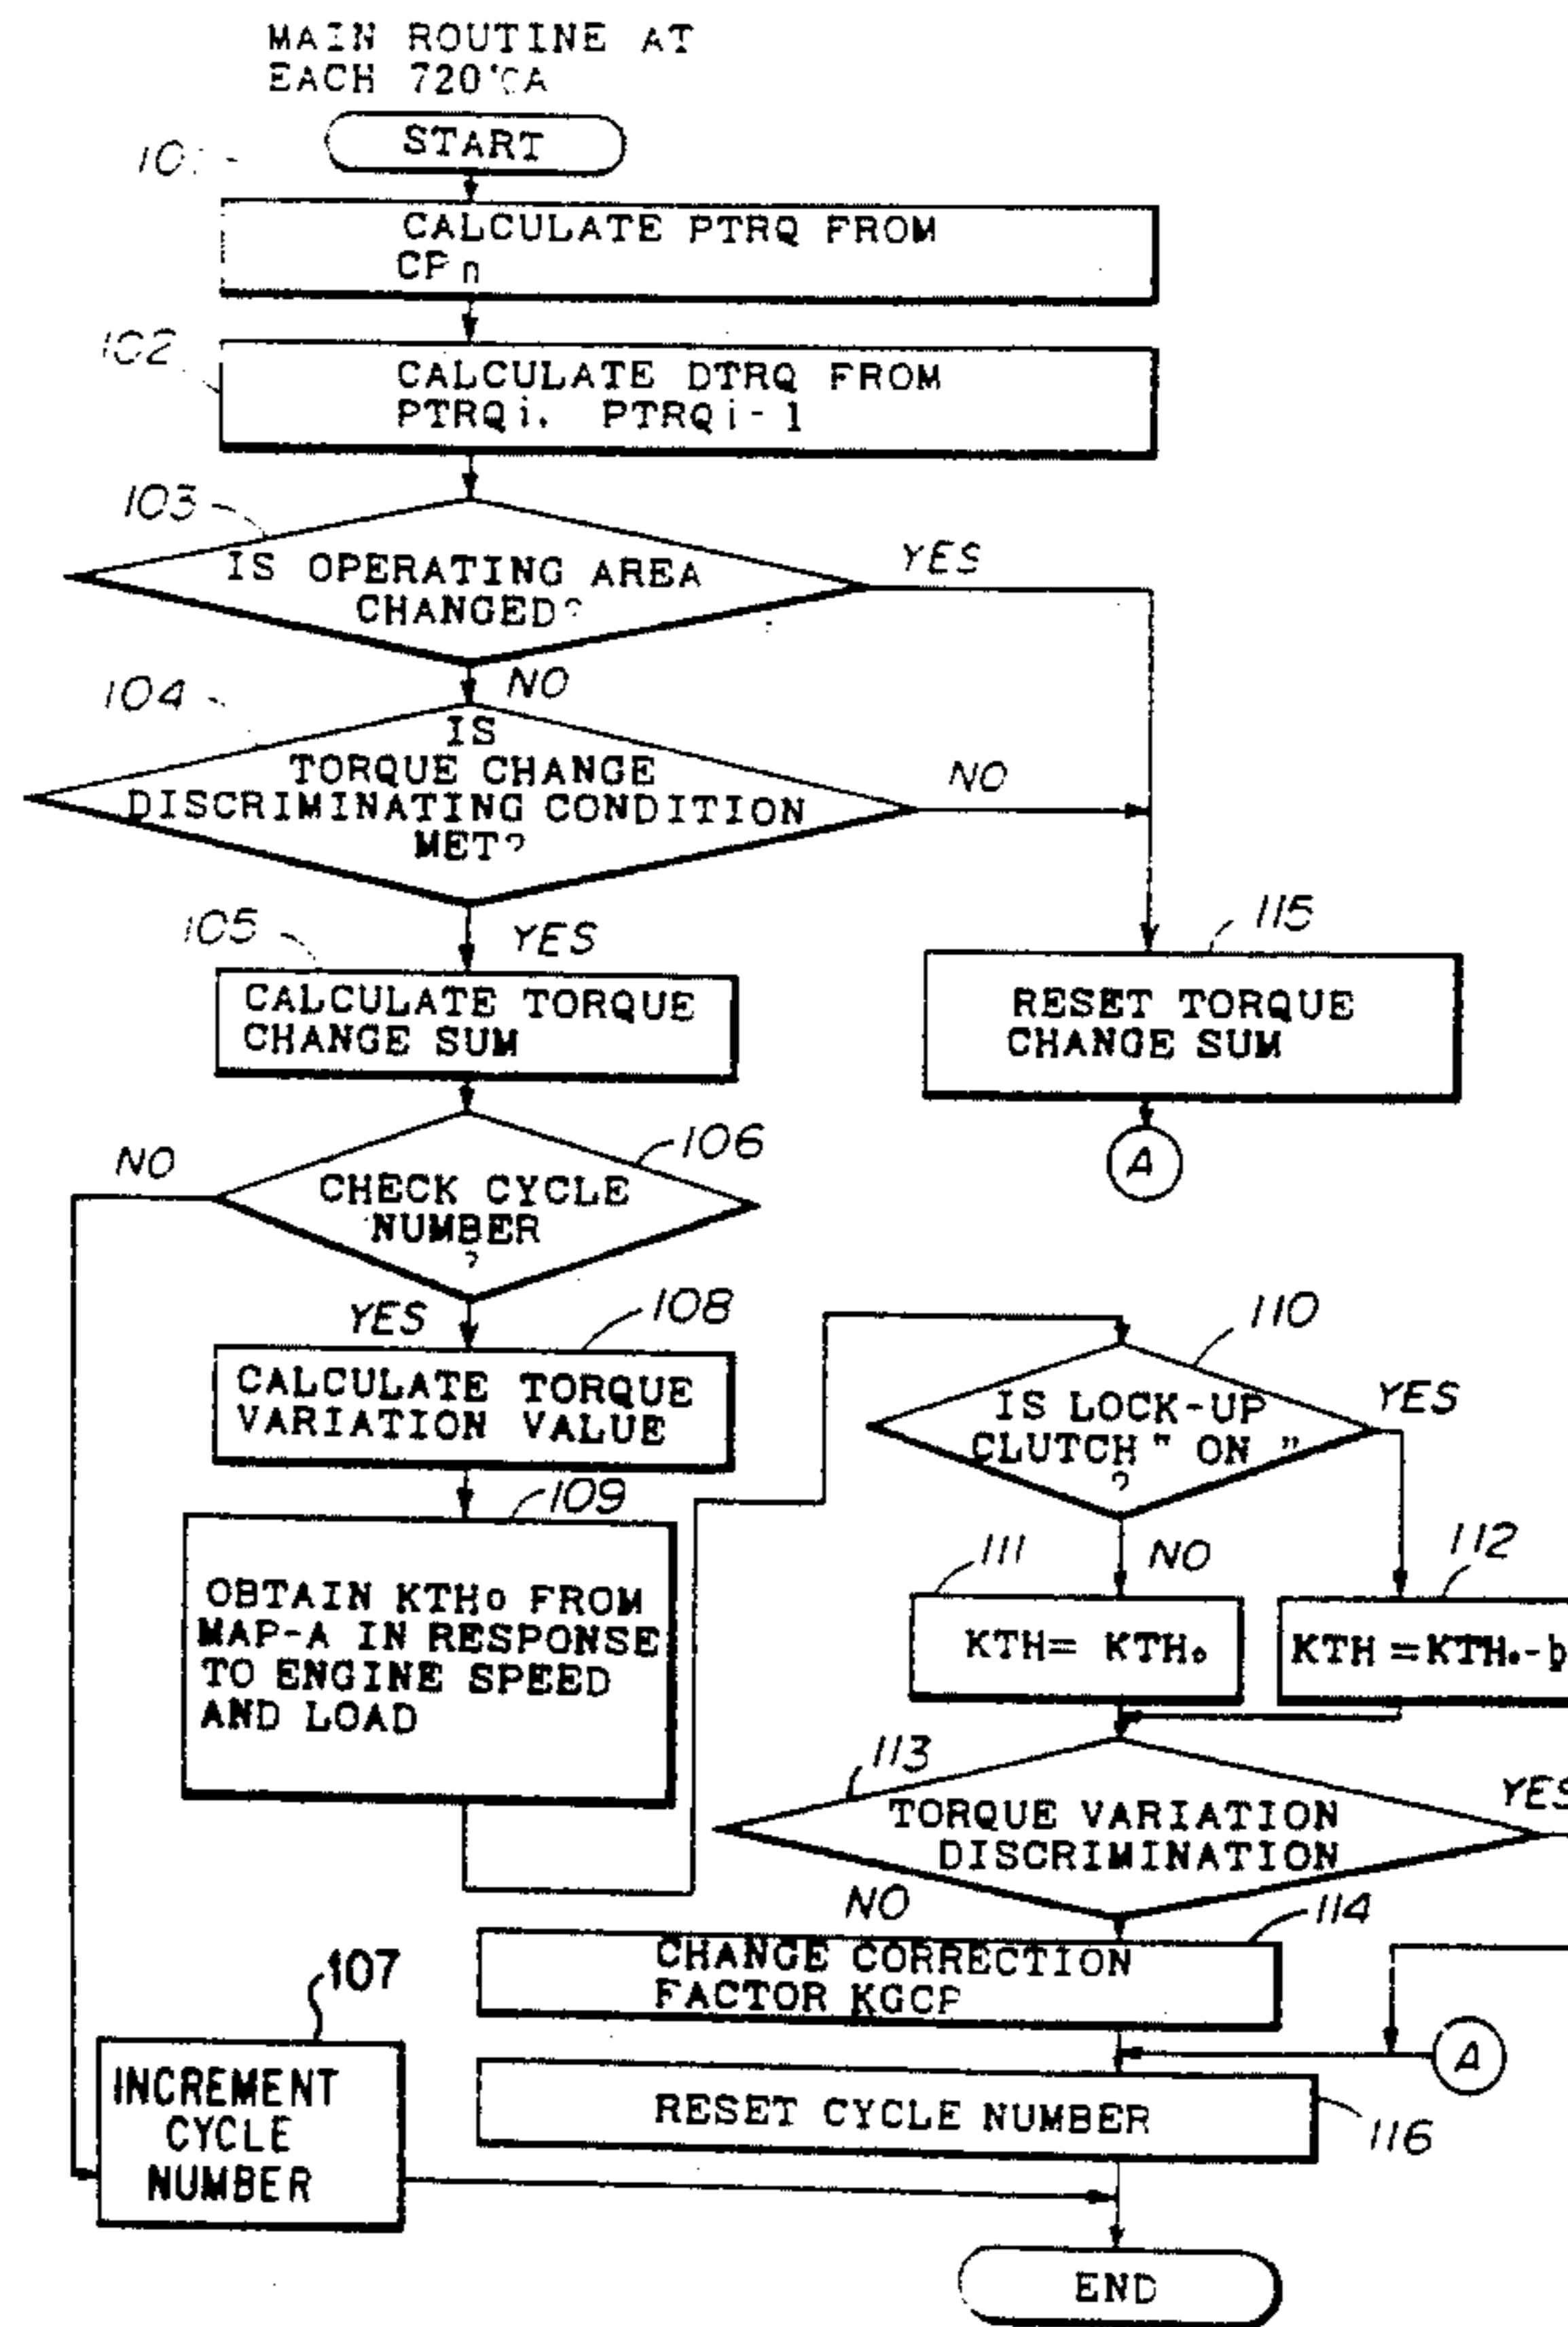 MAIN ROUTINE AT
EACH 720°CA
START
CALCULATE PTRQ FROM
CPn
102
CALCULATE DTRQ FROM
PTRQi, PTRQi-1
103
IS OPERATING AREA
CHANGED?
YES
NO
104
IS
TORQUE CHANGE
DISCRIMINATING CONDITION
MET?
NO
YES
105
CALCULATE TORQUE
CHANGE SUM
115
RESET TORQUE
CHANGE SUM
A
106
NO
CHECK CYCLE
NUMBER
?
YES
108
CALCULATE TORQUE
VARIATION VALUE
109
OBTAIN KTHo FROM
MAP-A IN RESPONSE
TO ENGINE SPEED
AND LOAD
110
IS LOCK-UP
CLUTCH " ON "
?
YES
NO
111
KTH= KTHo
112
KTH =KTHo-b
113
TORQUE VARIATION
DISCRIMINATION
YES
NO
114
CHANGE CORRECTION
FACTOR KGCP
A
107
INCREMENT
CYCLE
NUMBER
RESET CYCLE NUMBER
116
END